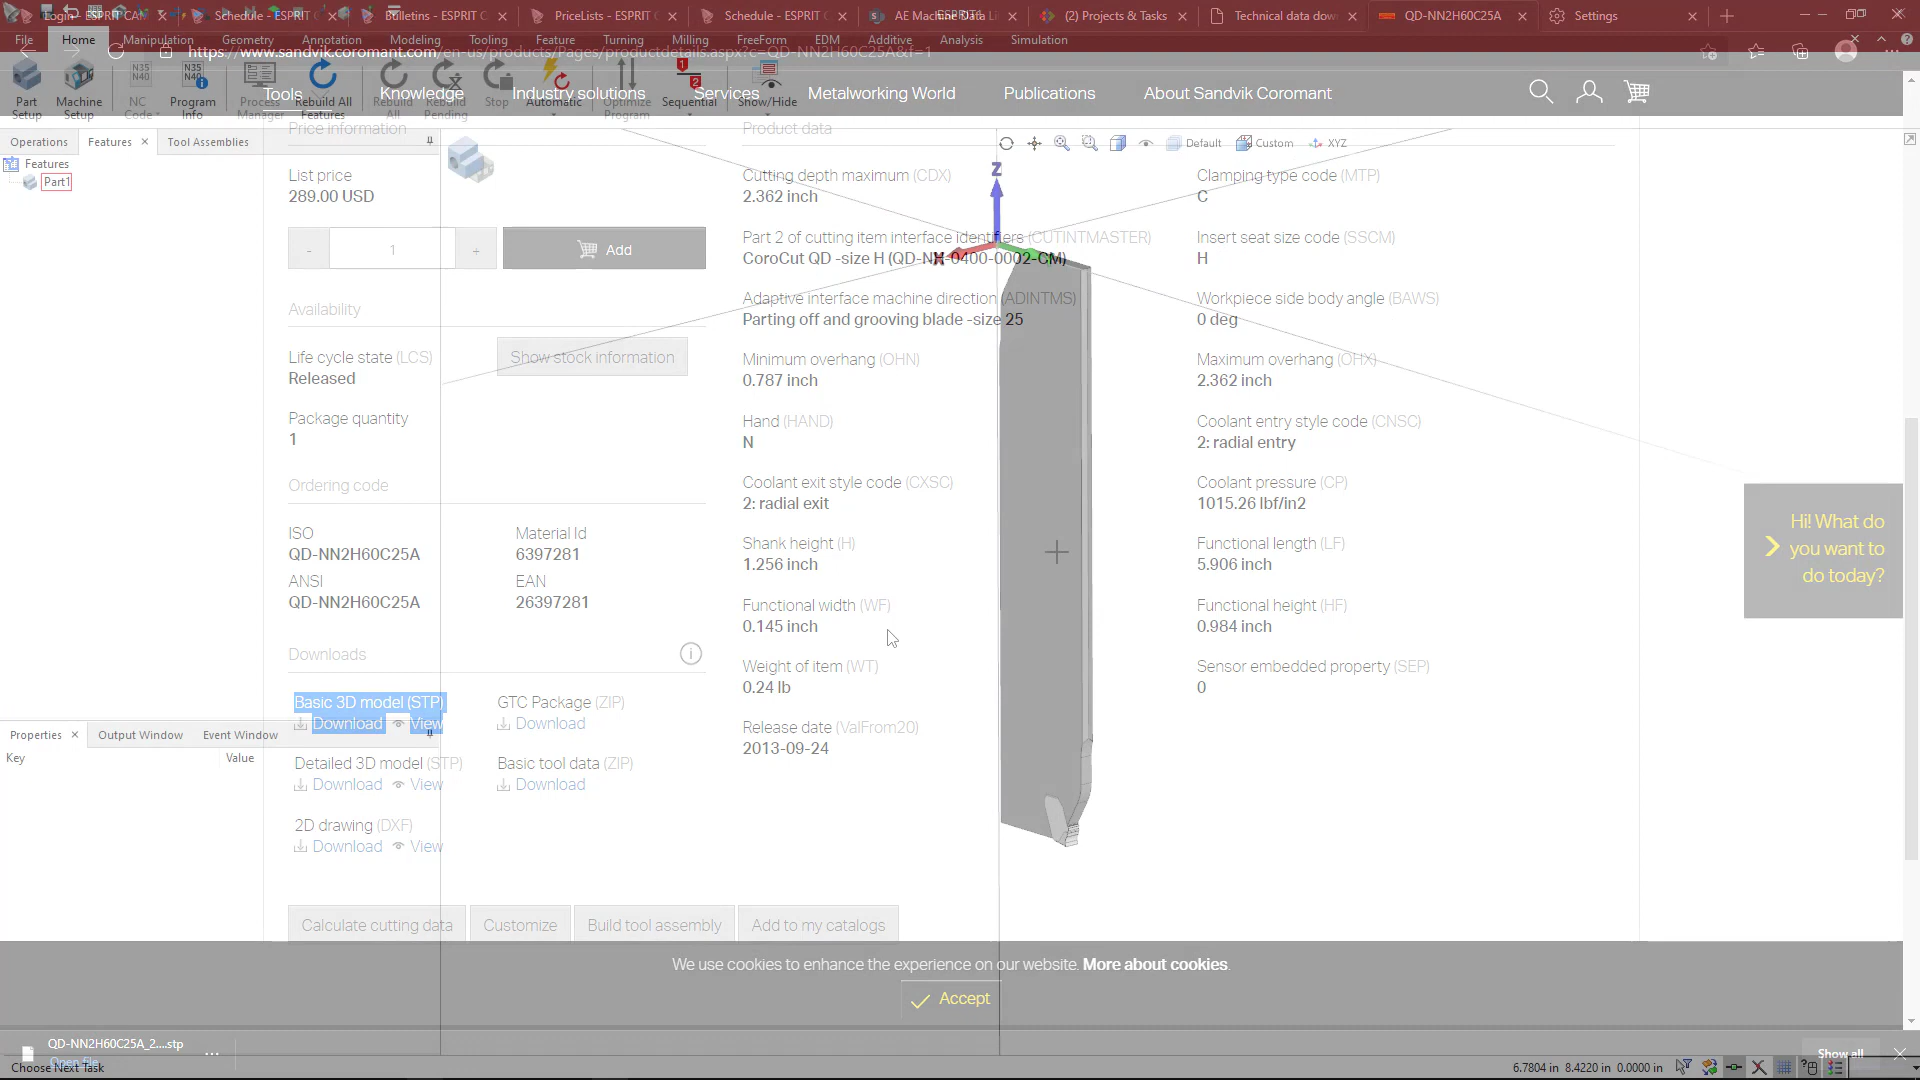 Login - ESPRIT CAM
Schedule - ESPRIT C
Bulletins - ESPRIT C
PriceLists - ESPRIT C
Schedule - ESPRIT C
AE Machine Data Li
(2) Projects & Tasks
Technical data dow
QD-NN2H60C25A
Settings
File
Home
Manipulation
Geometry
Annotation
Modeling
Tooling
Feature
Turning
Milling
FreeForm
EDM
Additive
Analysis
Simulation
https://www.sandvik.coromant.com/en-us/products/Pages/productdetails.aspx?c=QD-NN2H60C25A&f=1
Tools
Knowledge
Industry solutions
Services
Metalworking World
Publications
About Sandvik Coromant
Part Setup
Machine Setup
NC Code
Program Info
Process Manager
Rebuild All Features
Rebuild All
Rebuild Pending
Stop
Automatic
Optimize Program
Sequential
Show/Hide
Operations
Features
Tool Assemblies
Default
Custom
XYZ
Features
Part1
Price information
List price
289.00 USD
-
1
+
Add
Availability
Life cycle state (LCS)
Released
Show stock information
Package quantity
1
Ordering code
ISO
QD-NN2H60C25A
Material Id
6397281
ANSI
QD-NN2H60C25A
EAN
26397281
Downloads
Basic 3D model (STP)
Download View
GTC Package (ZIP)
Download
Detailed 3D model (STP)
Download View
Basic tool data (ZIP)
Download
2D drawing (DXF)
Download View
Product data
Cutting depth maximum (CDX)
2.362 inch
Part 2 of cutting item interface identifiers (CUTINTMASTER)
CoroCut QD -size H (QD-NX-0400-0002-CM)
Adaptive interface machine direction (ADINTMS)
Parting off and grooving blade -size 25
Minimum overhang (OHN)
0.787 inch
Hand (HAND)
N
Coolant exit style code (CXSC)
2: radial exit
Shank height (H)
1.256 inch
Functional width (WF)
0.145 inch
Weight of item (WT)
0.24 lb
Release date (ValFrom20)
2013-09-24
Clamping type code (MTP)
C
Insert seat size code (SSCM)
H
Workpiece side body angle (BAWS)
0 deg
Maximum overhang (OHX)
2.362 inch
Coolant entry style code (CNSC)
2: radial entry
Coolant pressure (CP)
1015.26 lbf/in2
Functional length (LF)
5.906 inch
Functional height (HF)
0.984 inch
Sensor embedded property (SEP)
0
Z
Hi! What do
you want to
do today?
Properties
Output Window
Event Window
Key
Value
Calculate cutting data
Customize
Build tool assembly
Add to my catalogs
We use cookies to enhance the experience on our website. More about cookies.
Accept
QD-NN2H60C25A_2....stp
Open file
Show all
Choose Next Task
6.7804 in 8.4220 in 0.0000 in